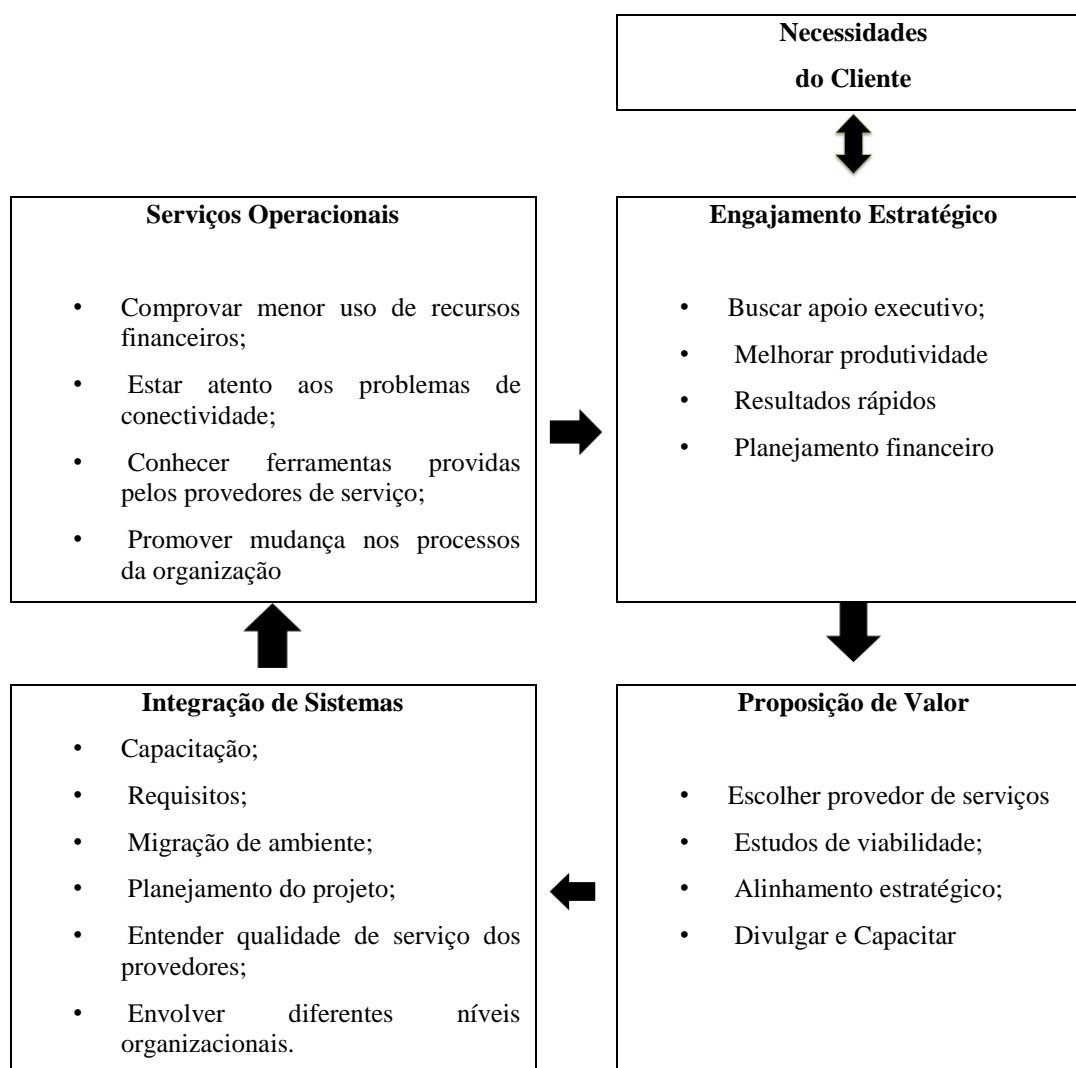 Necessidades
do Cliente
Serviços Operacionais
• Comprovar menor uso de recursos
financeiros;
• Estar atento aos problemas de
conectividade;
• Conhecer ferramentas providas
pelos provedores de serviço;
• Promover mudança nos processos
da organização
Engajamento Estratégico
• Buscar apoio executivo;
• Melhorar produtividade
• Resultados rápidos
• Planejamento financeiro
Integração de Sistemas
• Capacitação;
• Requisitos;
• Migração de ambiente;
• Planejamento do projeto;
• Entender qualidade de serviço dos
provedores;
• Envolver diferentes níveis
organizacionais.
Proposição de Valor
• Escolher provedor de serviços
• Estudos de viabilidade;
• Alinhamento estratégico;
• Divulgar e Capacitar